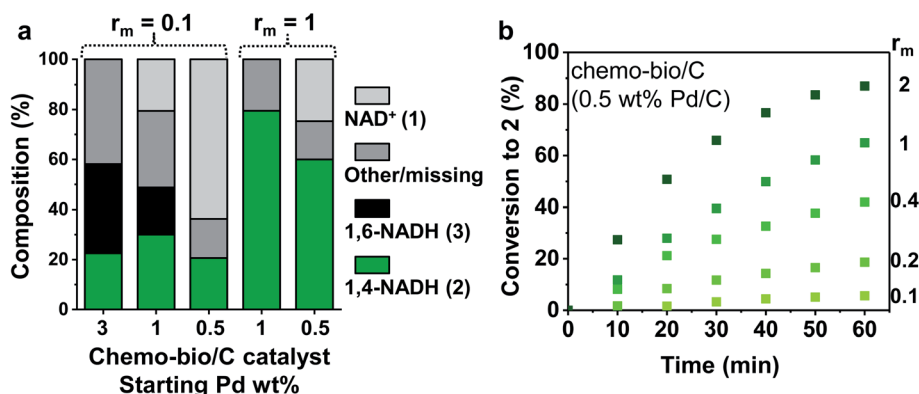 a
rm = 0.1
rm = 1
100
80
60
40
20
0
Composition (%)
3
1
0.5
1
0.5
Chemo-bio/C catalyst
Starting Pd wt%
NAD⁺ (1)
Other/missing
1,6-NADH (3)
1,4-NADH (2)
b
100
80
60
40
20
0
Conversion to 2 (%)
chemo-bio/C
(0.5 wt% Pd/C)
rm
2
1
0.4
0.2
0.1
0
10
20
30
40
50
60
Time (min)